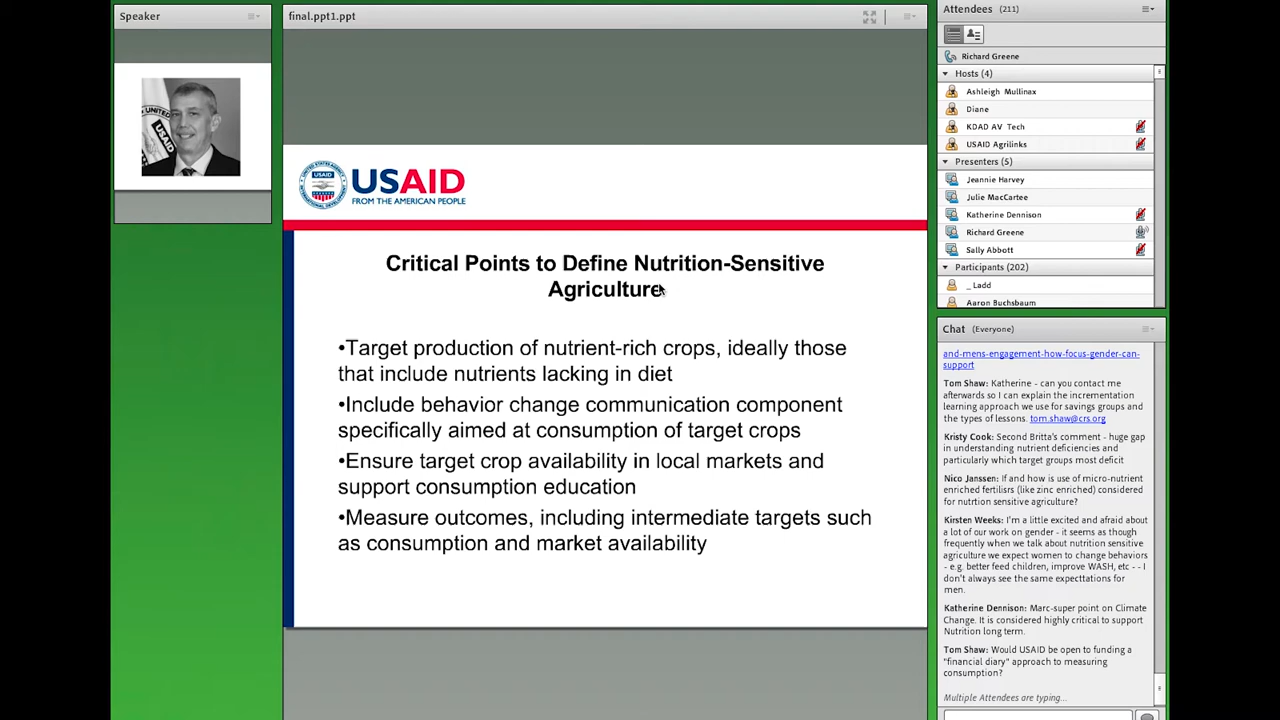 Speaker
UNITED
USAID
final.ppt1.ppt
USAID
FROM THE AMERICAN PEOPLE
Critical Points to Define Nutrition-Sensitive
Agriculture
•Target production of nutrient-rich crops, ideally those
that include nutrients lacking in diet
•Include behavior change communication component
specifically aimed at consumption of target crops
•Ensure target crop availability in local markets and
support consumption education
•Measure outcomes, including intermediate targets such
as consumption and market availability
Attendees (211)
Richard Greene
Hosts (4)
Ashleigh Mullinax
Diane
KDAD AV Tech
USAID Agrilinks
Presenters (5)
Jeannie Harvey
Julie MacCartee
Katherine Dennison
Richard Greene
Sally Abbott
Participants (202)
_ Ladd
Aaron Buchsbaum
Chat (Everyone)
and-mens-engagement-how-focus-gender-can-
support
Tom Shaw: Katherine - can you contact me
afterwards so I can explain the incrementation
learning approach we use for savings groups and
the types of lessons. tom.shaw@crs.org
Kristy Cook: Second Britta's comment - huge gap
in understanding nutrient deficiencies and
particularly which target groups most deficit
Nico Janssen: If and how is use of micro-nutrient
enriched fertilisrs (like zinc enriched) considered
for nutrtion sensitive agriculture?
Kirsten Weeks: I'm a little excited and afraid about
a lot of our work on gender - it seems as though
frequently when we talk about nutrition sensitive
agriculture we expect women to change behaviors
- e.g. better feed children, improve WASH, etc - - I
don't always see the same expecttations for
men.
Katherine Dennison: Marc-super point on Climate
Change. It is considered highly critical to support
Nutrition long term.
Tom Shaw: Would USAID be open to funding a
"financial diary" approach to measuring
consumption?
Multiple Attendees are typing...